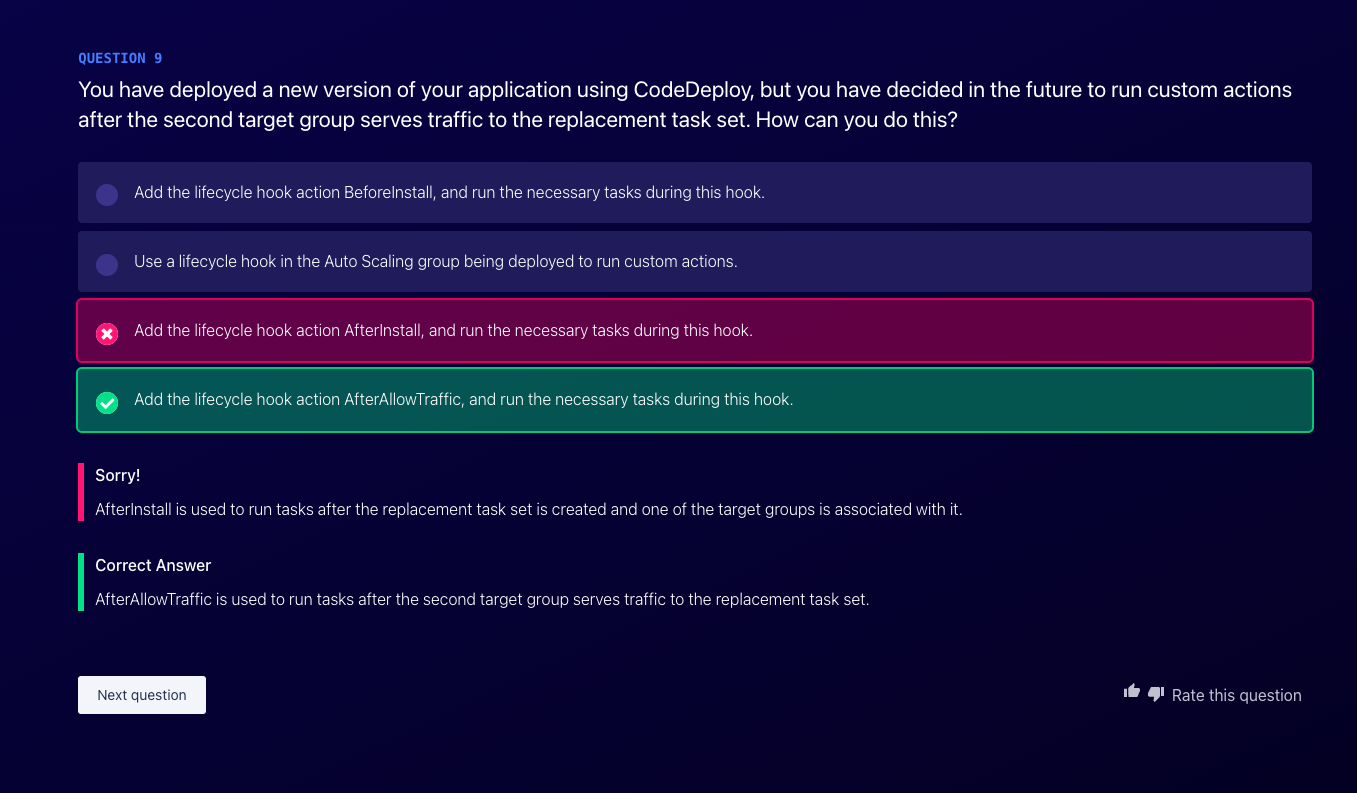 QUESTION 9
You have deployed a new version of your application using CodeDeploy, but you have decided in the future to run custom actions
after the second target group serves traffic to the replacement task set. How can you do this?
Add the lifecycle hook action BeforeInstall, and run the necessary tasks during this hook.
Use a lifecycle hook in the Auto Scaling group being deployed to run custom actions.
Add the lifecycle hook action AfterInstall, and run the necessary tasks during this hook.
Add the lifecycle hook action AfterAllowTraffic, and run the necessary tasks during this hook.
Sorry!
AfterInstall is used to run tasks after the replacement task set is created and one of the target groups is associated with it.
Correct Answer
AfterAllowTraffic is used to run tasks after the second target group serves traffic to the replacement task set.
Next question
Rate this question